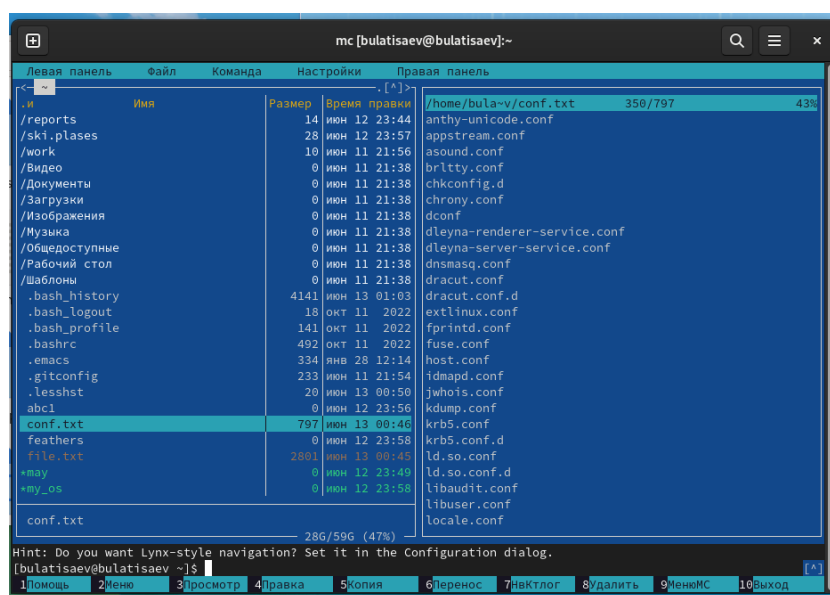 mc [bulatisaev@bulatisaev]:~
Левая панель Файл Команда Настройки Правая панель
<- ~ .[^]>
.и Имя Размер Время правки
/reports 14 июн 12 23:44
/ski.plases 28 июн 12 23:57
/work 10 июн 11 21:56
/Видео 0 июн 11 21:38
/Документы 0 июн 11 21:38
/Загрузки 0 июн 11 21:38
/Изображения 0 июн 11 21:38
/Музыка 0 июн 11 21:38
/Общедоступные 0 июн 11 21:38
/Рабочий стол 0 июн 11 21:38
/Шаблоны 0 июн 11 21:38
.bash_history 4141 июн 13 01:03
.bash_logout 18 окт 11 2022
.bash_profile 141 окт 11 2022
.bashrc 492 окт 11 2022
.emacs 334 янв 28 12:14
.gitconfig 233 июн 11 21:54
.lesshst 20 июн 13 00:50
abc1 0 июн 12 23:56
conf.txt 797 июн 13 00:46
feathers 0 июн 12 23:58
file.txt 2801 июн 13 00:45
*may 0 июн 12 23:49
*my_os 0 июн 12 23:58
conf.txt
28G/59G (47%)
/home/bula~v/conf.txt 350/797 43%
anthy-unicode.conf
appstream.conf
asound.conf
brltty.conf
chkconfig.d
chrony.conf
dconf
dleyna-renderer-service.conf
dleyna-server-service.conf
dnsmasq.conf
dracut.conf
dracut.conf.d
extlinux.conf
fprintd.conf
fuse.conf
host.conf
idmapd.conf
jwhois.conf
kdump.conf
krb5.conf
krb5.conf.d
ld.so.conf
ld.so.conf.d
libaudit.conf
libuser.conf
locale.conf
Hint: Do you want Lynx-style navigation? Set it in the Configuration dialog.
[bulatisaev@bulatisaev ~]$ [^]
1Помощь 2Меню 3Просмотр 4Правка 5Копия 6Перенос 7НвКтлог 8Удалить 9МенюМС 10Выход